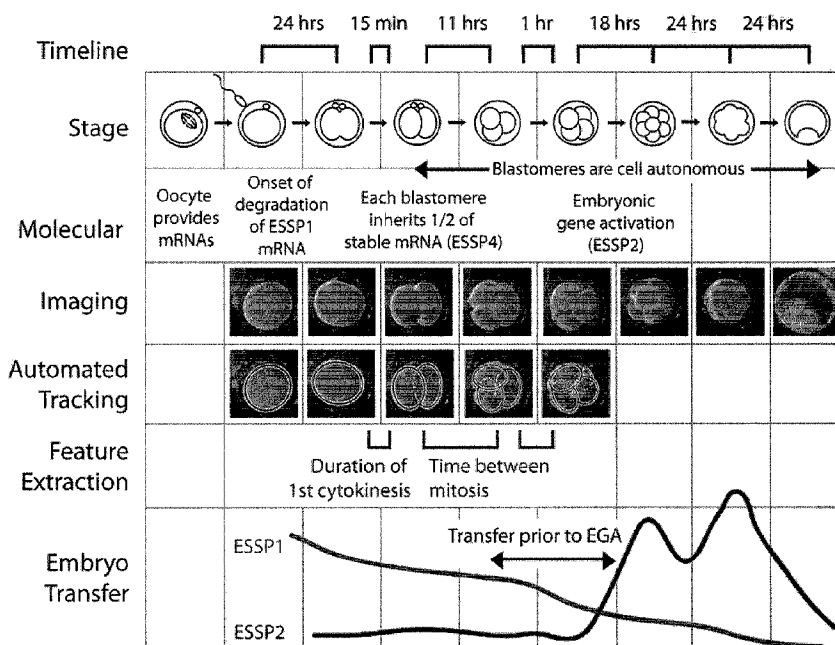 24 hrs 15 min 11 hrs 1 hr 18 hrs 24 hrs 24 hrs
Timeline
Stage
Blastomeres are cell autonomous
Molecular
Oocyte
provides
mRNAs
Onset of
degradation
of ESSP1
mRNA
Each blastomere
inherits 1/2 of
stable mRNA (ESSP4)
Embryonic
gene activation
(ESSP2)
Imaging
Automated
Tracking
Feature
Extraction
Duration of
1st cytokinesis
Time between
mitosis
Embryo
Transfer
Transfer prior to EGA
ESSP1
ESSP2